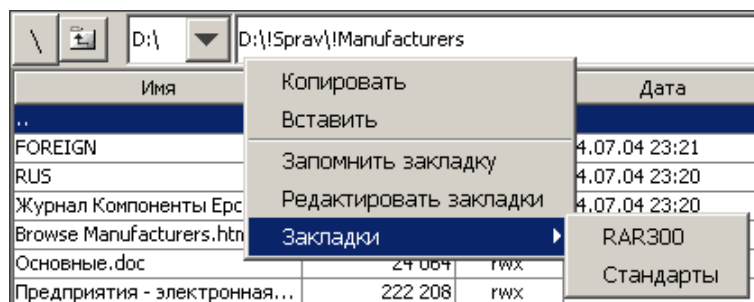 \ D:\ D:\!Sprav\!Manufacturers
Имя Дата
..
FOREIGN 4.07.04 23:21
RUS 4.07.04 23:20
Журнал Компоненты 4.07.04 23:20
Browse Manufacturers.htm
Основные.doc 24 064 rwx
Предприятия - электронная... 222 208 rwx
Копировать
Вставить
Запомнить закладку
Редактировать закладки
Закладки
RAR300
Стандарты